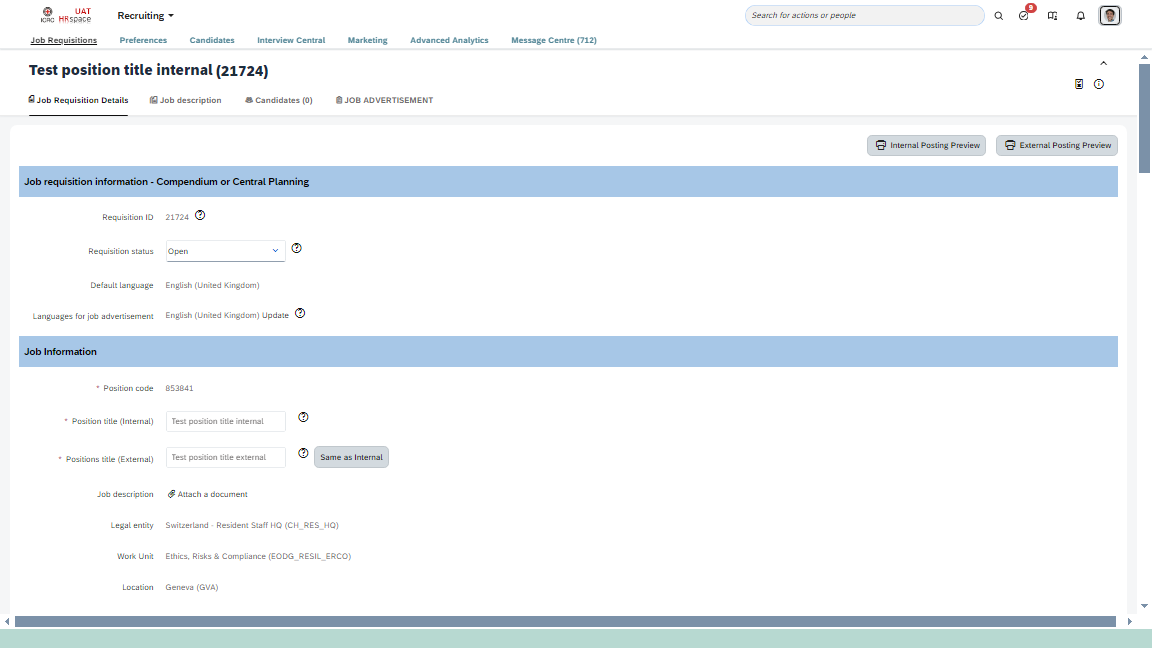 ICRC
UAT
HRspace
Recruiting
Search for actions or people
9
Job Requisitions
Preferences
Candidates
Interview Central
Marketing
Advanced Analytics
Message Centre (712)
Test position title internal (21724)
Job Requisition Details
Job description
Candidates (0)
JOB ADVERTISEMENT
Internal Posting Preview
External Posting Preview
Job requisition information - Compendium or Central Planning
Requisition ID 21724
Requisition status Open
Default language English (United Kingdom)
Languages for job advertisement English (United Kingdom) Update
Job Information
* Position code 853841
* Position title (Internal) Test position title internal
* Positions title (External) Test position title external Same as Internal
Job description Attach a document
Legal entity Switzerland - Resident Staff HQ (CH_RES_HQ)
Work Unit Ethics, Risks & Compliance (EODG_RESIL_ERCO)
Location Geneva (GVA)